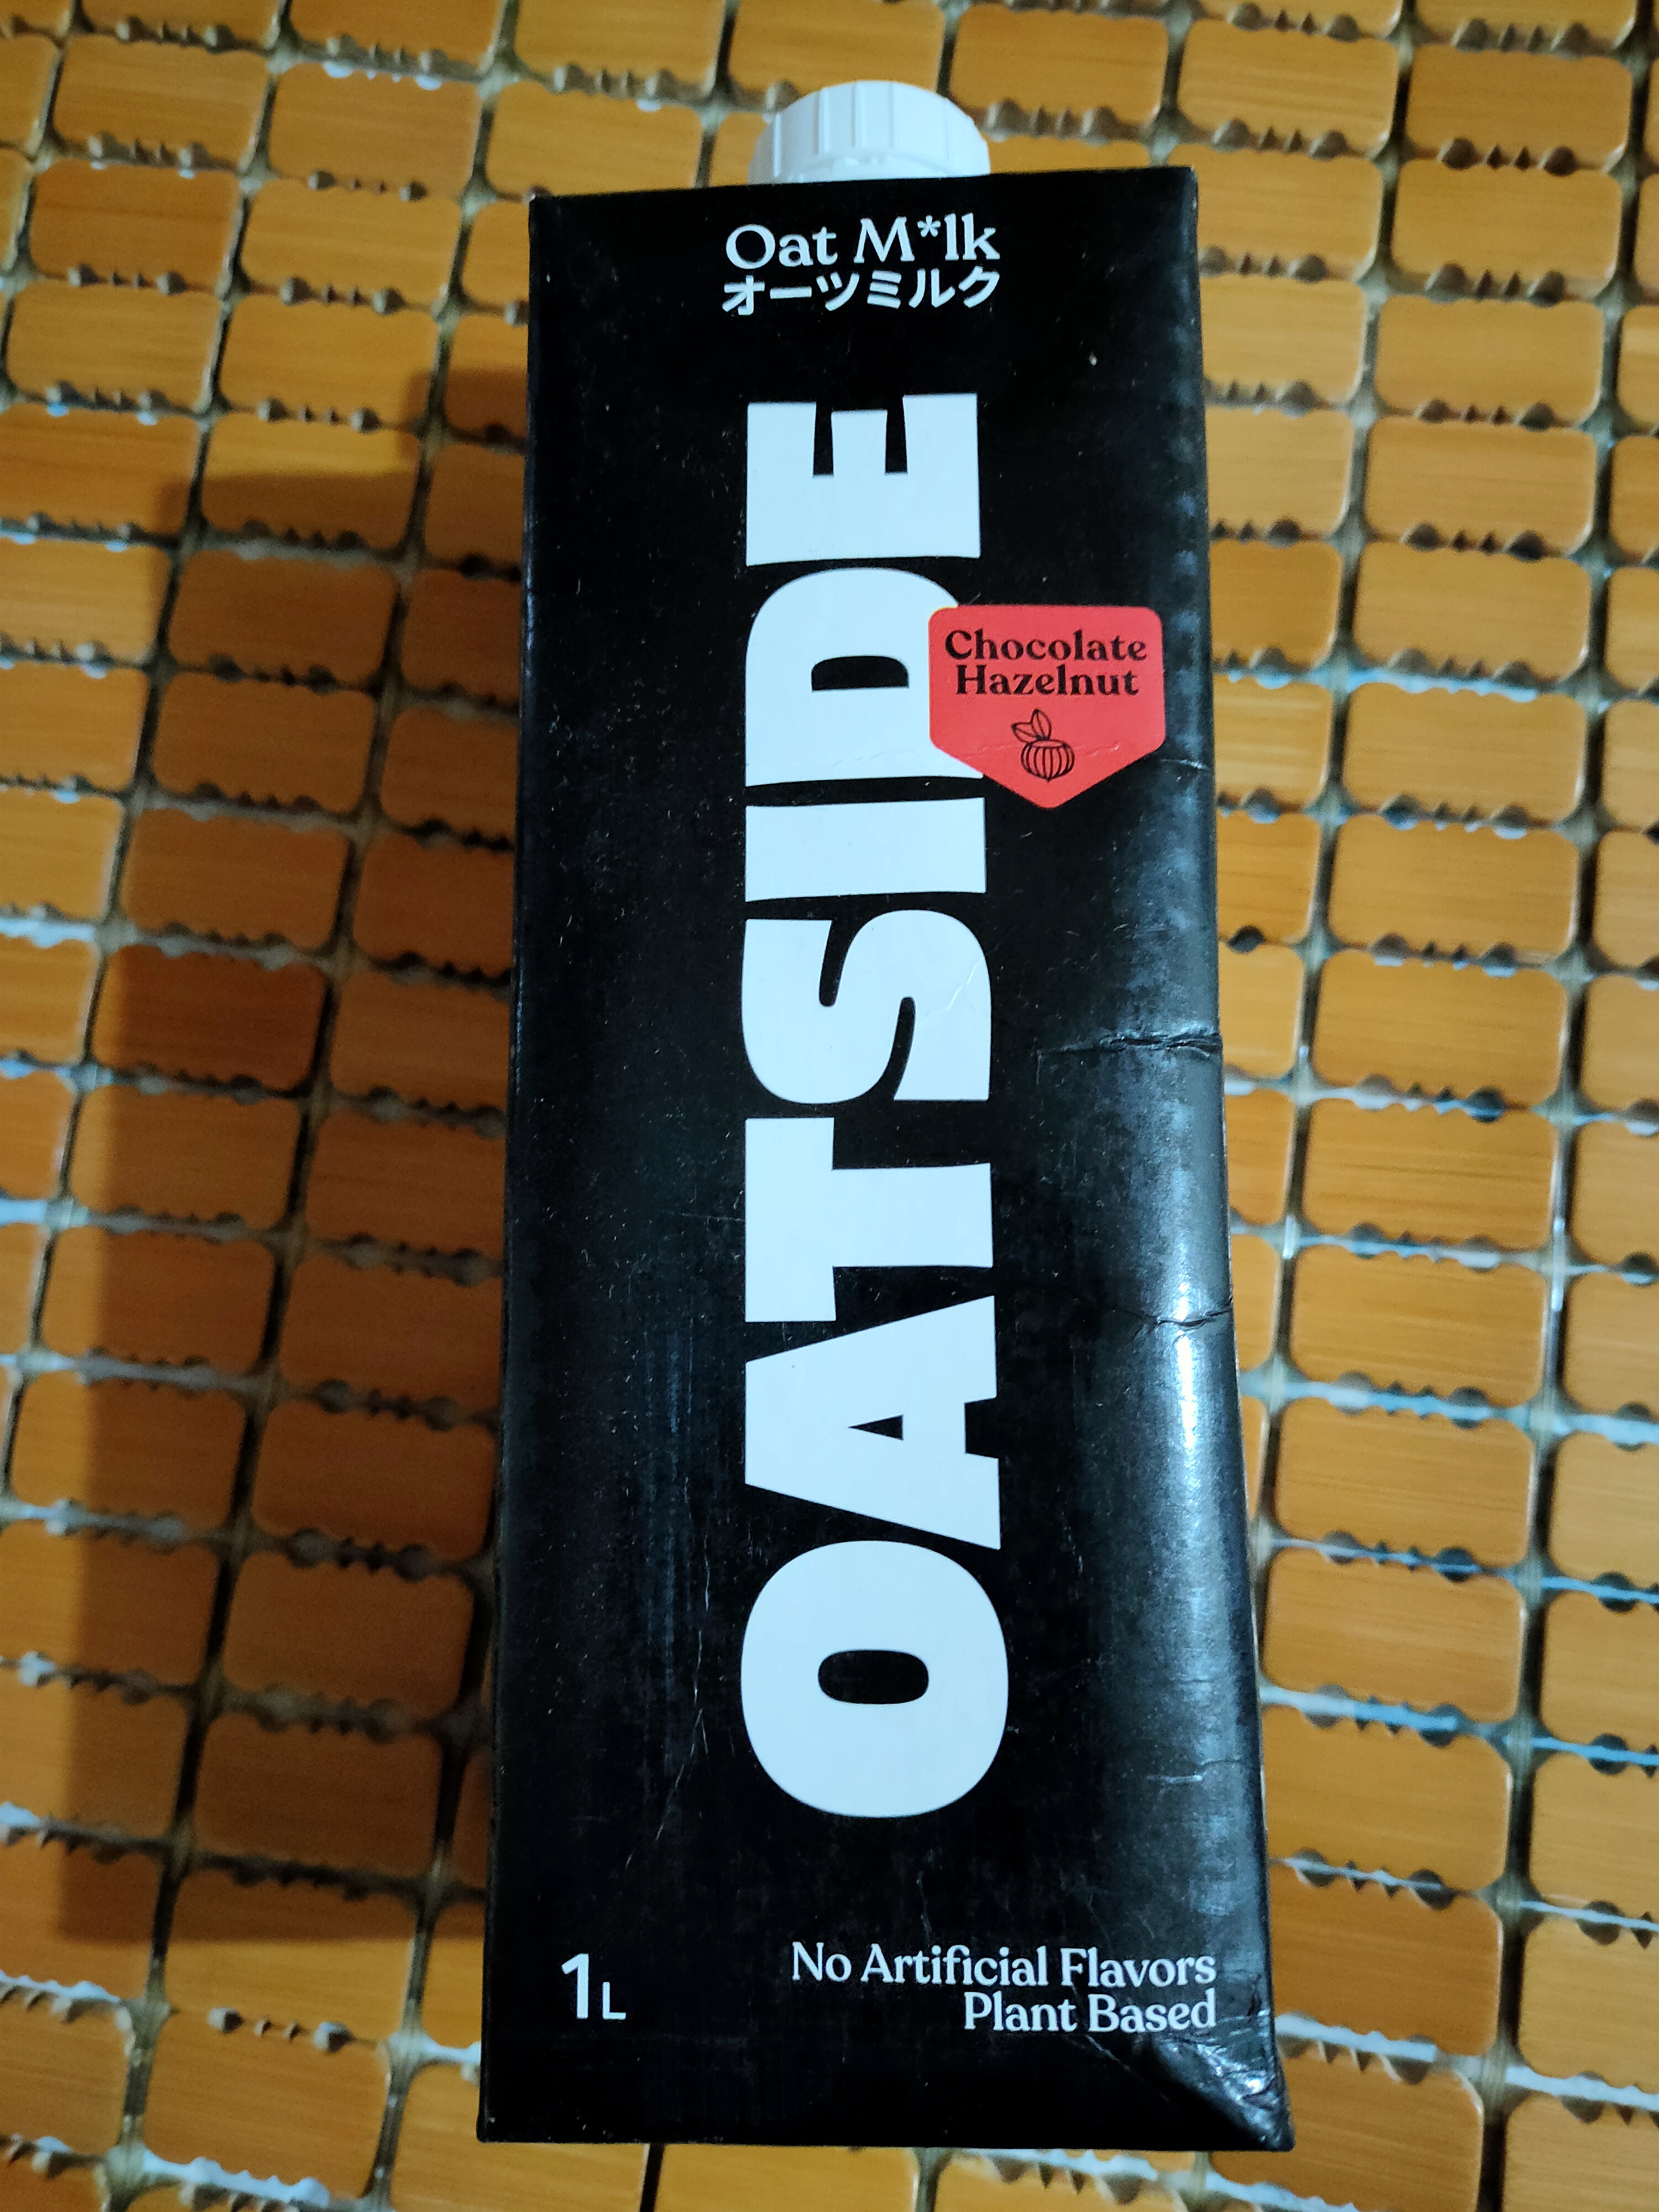 Oat M*lk
オーツミルク
OATSIDE
Chocolate
Hazelnut
1L
No Artificial Flavors
Plant Based